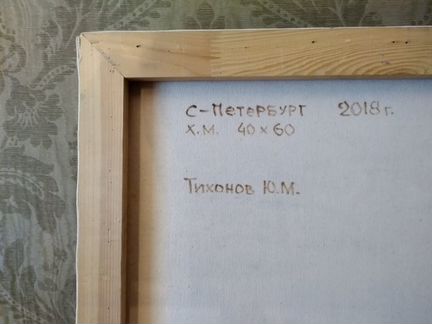 С-Петербург 2018 г.
Х.М. 40 х 60
Тихонов Ю.М.